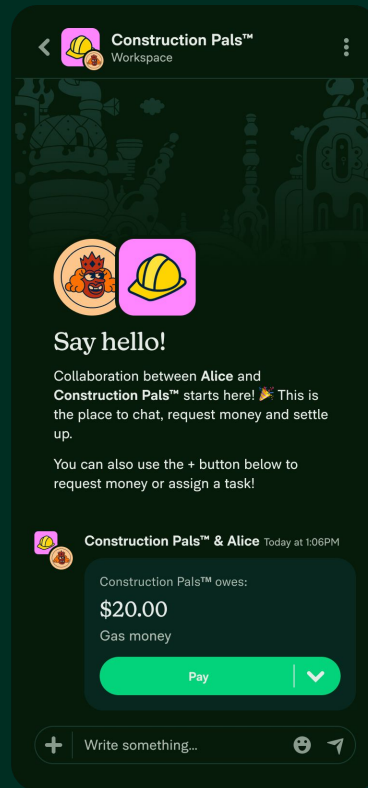 Construction Pals™
Workspace
Say hello!
Collaboration between Alice and
Construction Pals™ starts here! 🎉 This is
the place to chat, request money and settle
up.
You can also use the + button below to
request money or assign a task!
Construction Pals™ & Alice Today at 1:06PM
Construction Pals™ owes:
$20.00
Gas money
Pay
Write something...